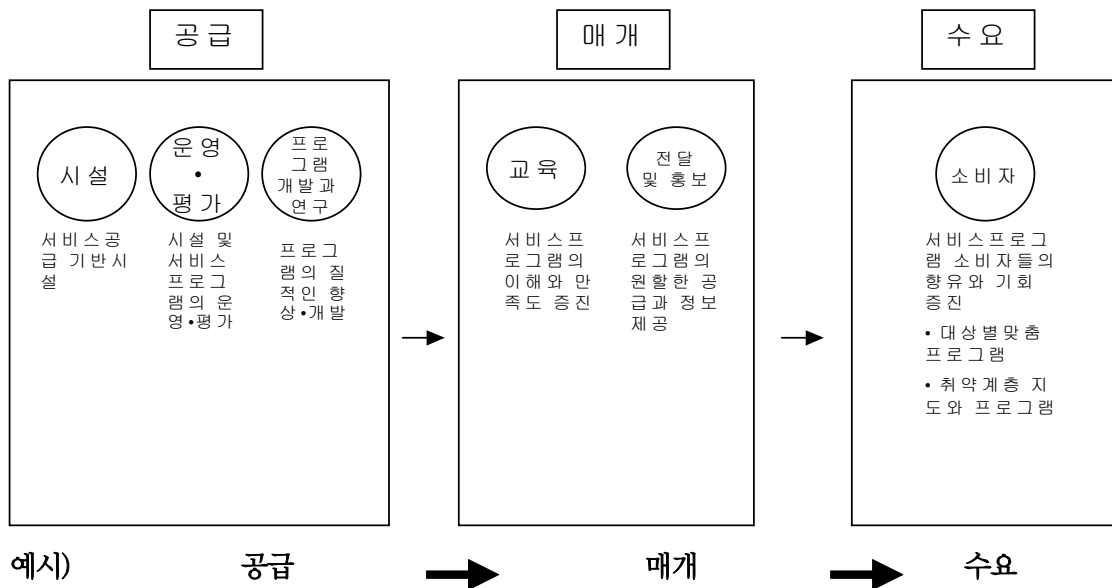 공급
매개
수요
시설
운영
•
평가
프로
그램
개발과
연구
서비스공
급 기반시
설
시설 및
서비스
프로그
램의 운
영•평가
프로그
램의 질
적인 향
상•개발
교육
전달
및 홍보
서비스프
로그램의
이해와 만
족도 증진
서비스프
로그램의
원할한 공
급과 정보
제공
소비자
서비스프로그
램 소비자들의
향유와 기회
증진
• 대상별맞춤
프로그램
• 취약계층 지
도와 프로그램
예시) 공급 매개 수요